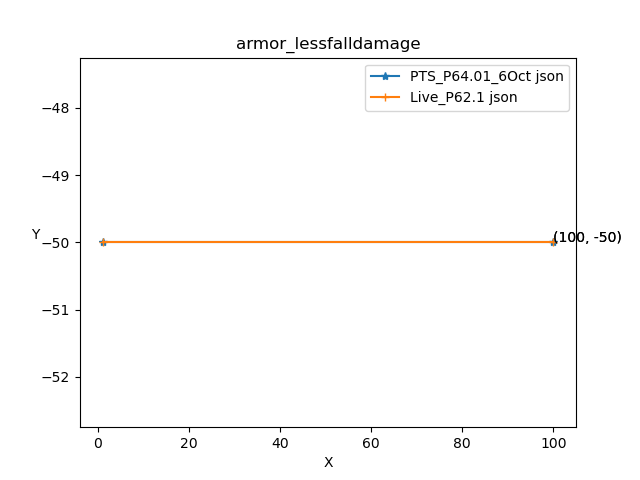 armor_lessfalldamage
PTS_P64.01_6Oct json
Live_P62.1 json
−48
−49
−50
−51
−52
Y
(100, -50)
0
20
40
60
80
100
X